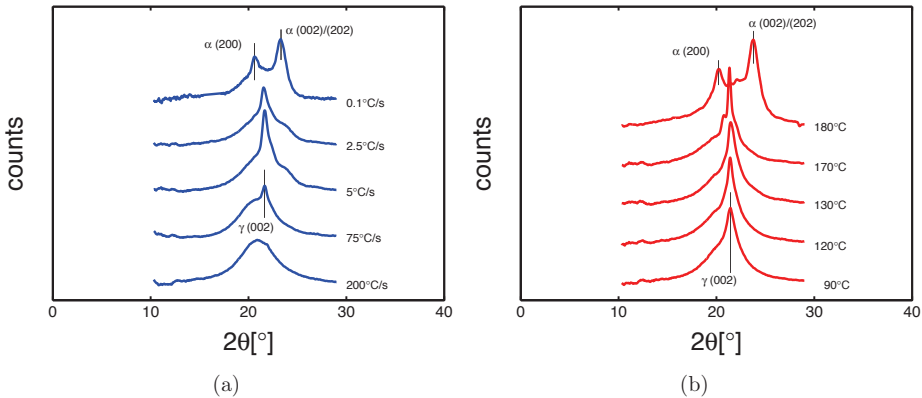 α (200)
α (002)/(202)
0.1°C/s
2.5°C/s
5°C/s
75°C/s
γ (002)
200°C/s
counts
0 10 20 30 40
2θ[°]
(a)
α (002)/(202)
α (200)
180°C
170°C
130°C
120°C
γ (002)
90°C
counts
0 10 20 30 40
2θ[°]
(b)